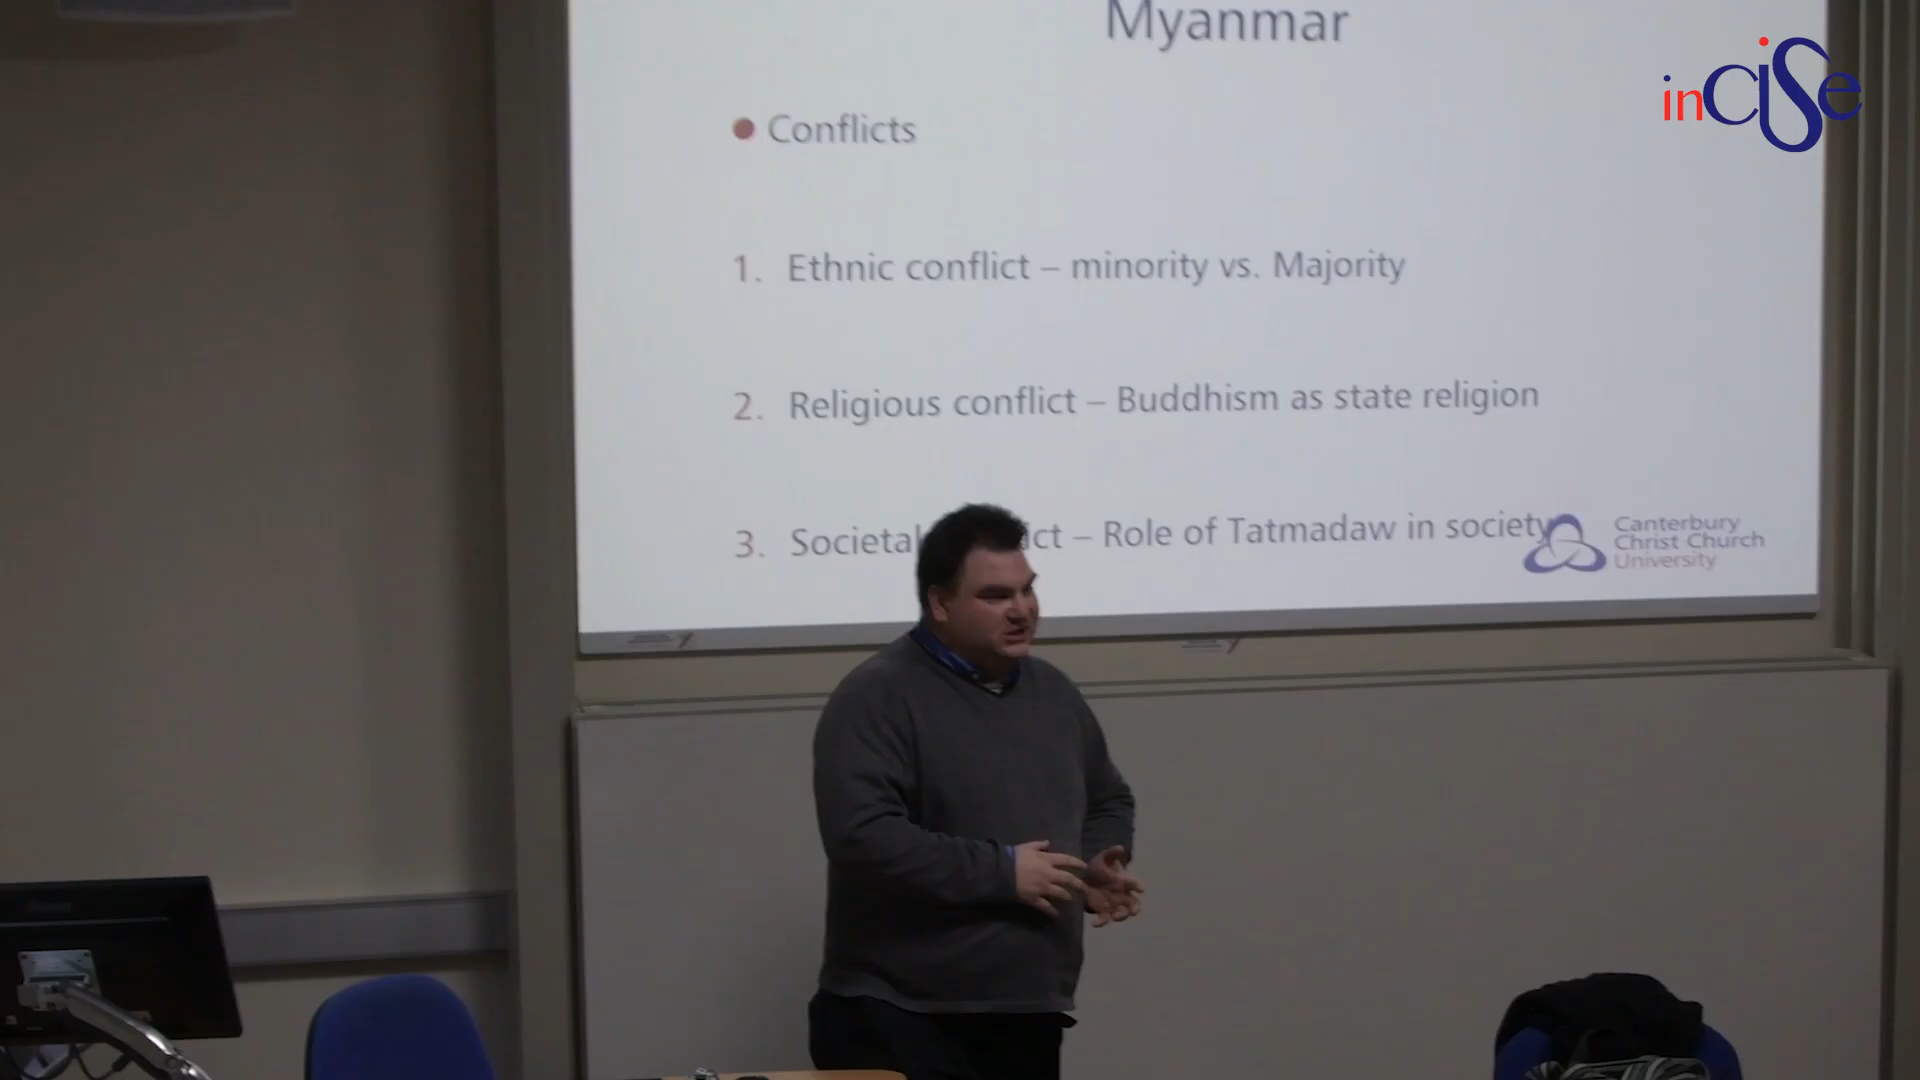 Myanmar
inCISe
Conflicts
1. Ethnic conflict – minority vs. Majority
2. Religious conflict – Buddhism as state religion
3. Societal ct – Role of Tatmadaw in society
Canterbury
Christ Church
University